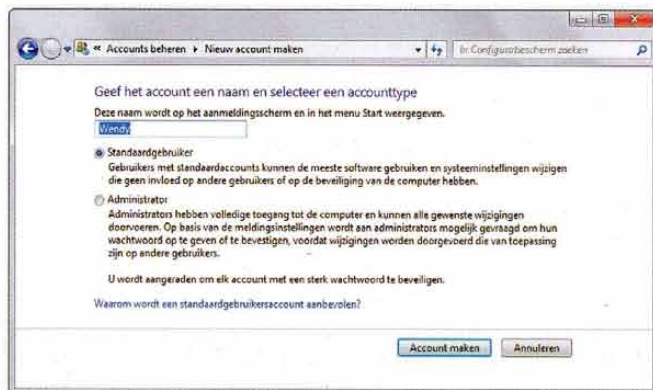 « Accounts beheren ▸ Nieuw account maken
In Configuratiescherm zoeken
Geef het account een naam en selecteer een accounttype
Deze naam wordt op het aanmeldingsscherm en in het menu Start weergegeven.
Wendy
Standaardgebruiker
Gebruikers met standaardaccounts kunnen de meeste software gebruiken en systeeminstellingen wijzigen
die geen invloed op andere gebruikers of op de beveiliging van de computer hebben.
Administrator
Administrators hebben volledige toegang tot de computer en kunnen alle gewenste wijzigingen
doorvoeren. Op basis van de meldingsinstellingen wordt aan administrators mogelijk gevraagd om hun
wachtwoord op te geven of te bevestigen, voordat wijzigingen worden doorgevoerd die van toepassing
zijn op andere gebruikers.
U wordt aangeraden om elk account met een sterk wachtwoord te beveiligen.
Waarom wordt een standaardgebruikersaccount aanbevolen?
Account maken
Annuleren